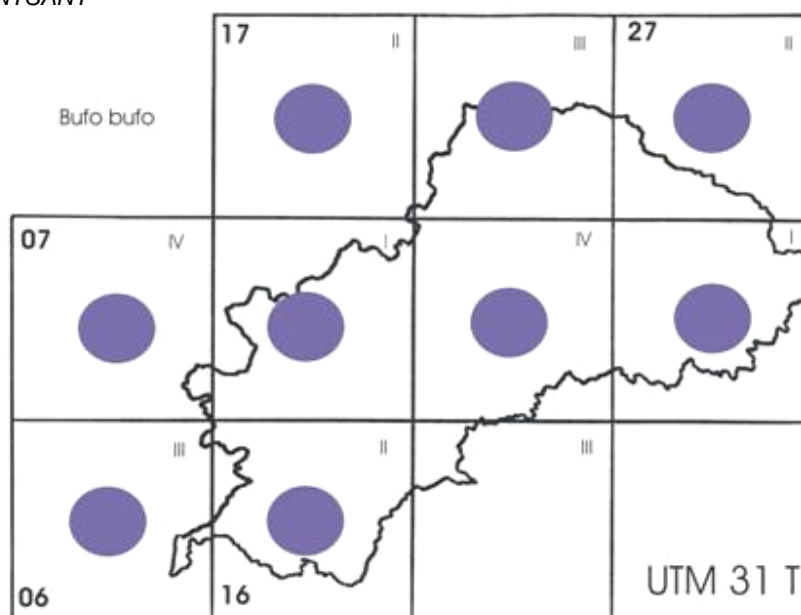 17 II III 27 II
Bufo bufo
07 IV I IV I
III II III
06 16 UTM 31 T